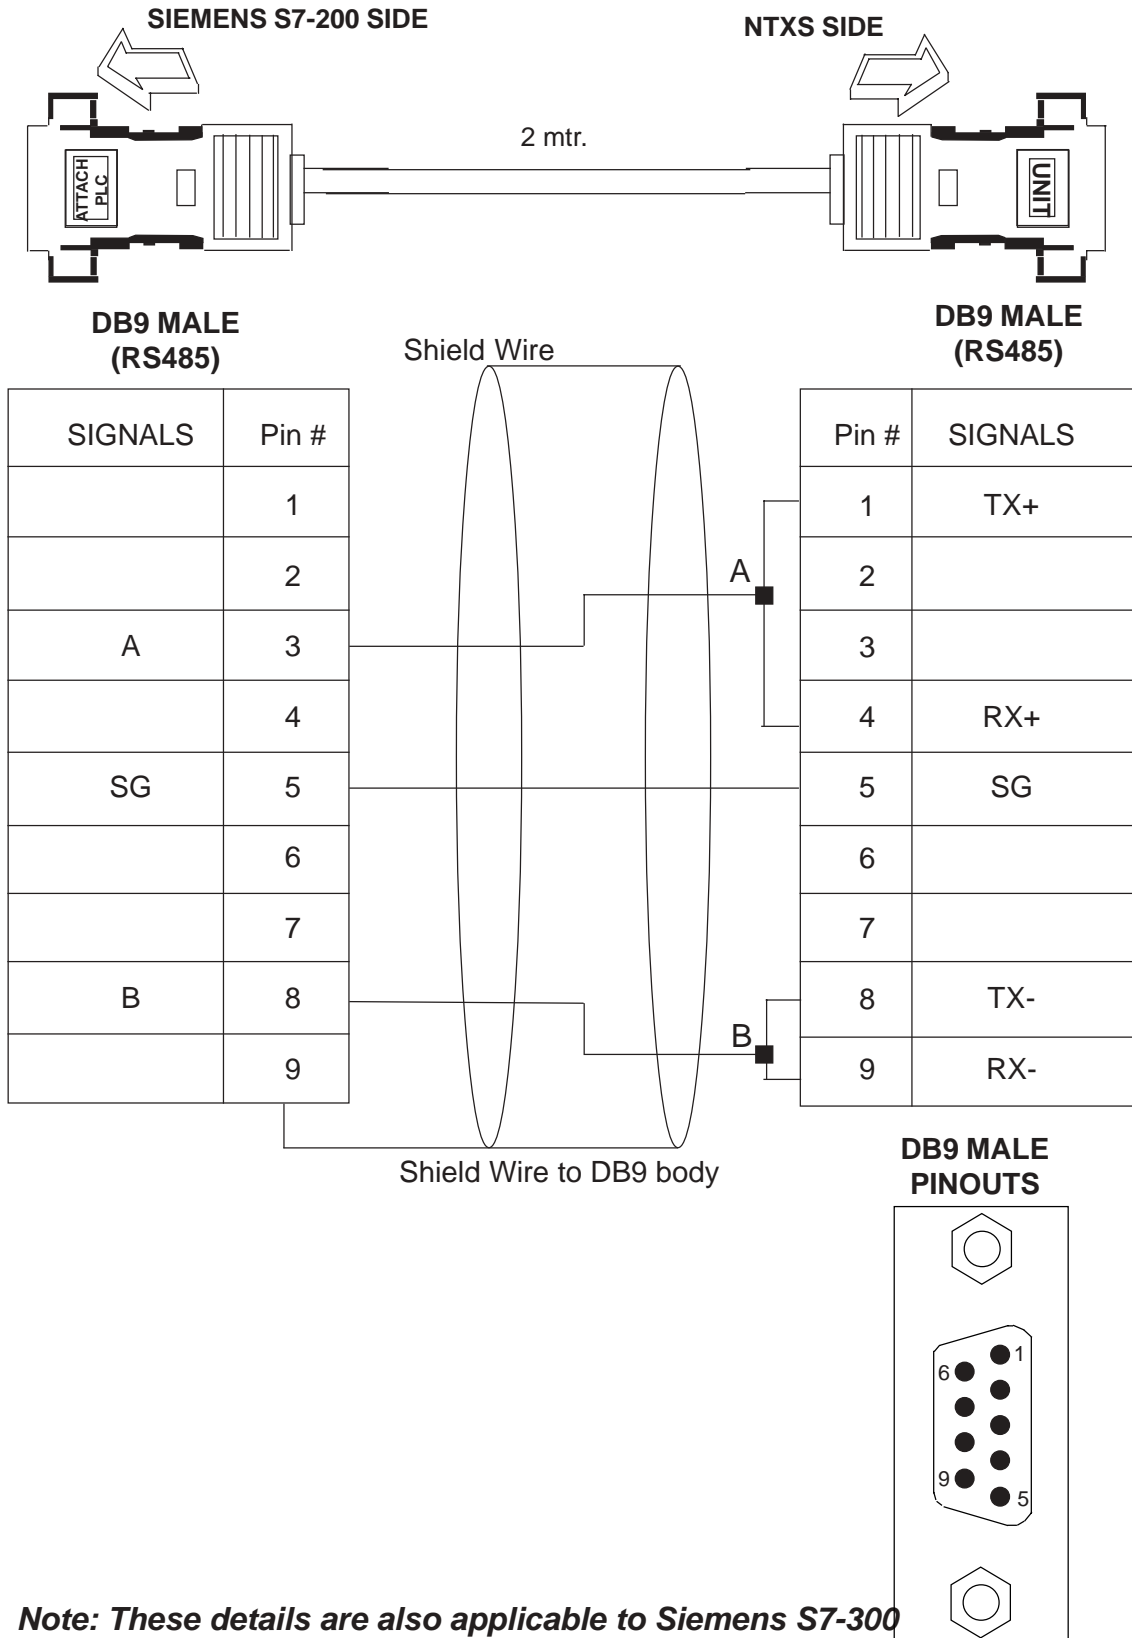 SIEMENS S7-200 SIDE
NTXS SIDE
2 mtr.
ATTACH
PLC
UNIT
DB9 MALE
(RS485)
DB9 MALE
(RS485)
Shield Wire
SIGNALS Pin #
1
2
A 3
4
SG 5
6
7
B 8
9
A
B
Pin # SIGNALS
1 TX+
2
3
4 RX+
5 SG
6
7
8 TX-
9 RX-
Shield Wire to DB9 body
DB9 MALE
PINOUTS
1
6
9
5
Note: These details are also applicable to Siemens S7-300